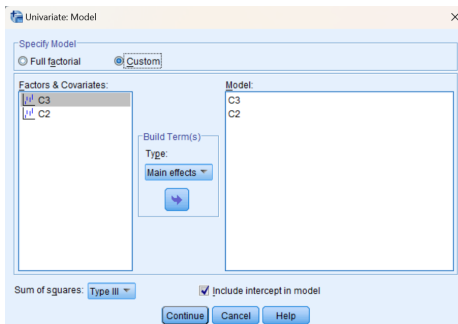 Univariate: Model
Specify Model
Full factorial Custom
Factors & Covariates:
C3
C2
Build Term(s)
Type:
Main effects
Model:
C3
C2
Sum of squares: Type III Include intercept in model
Continue Cancel Help